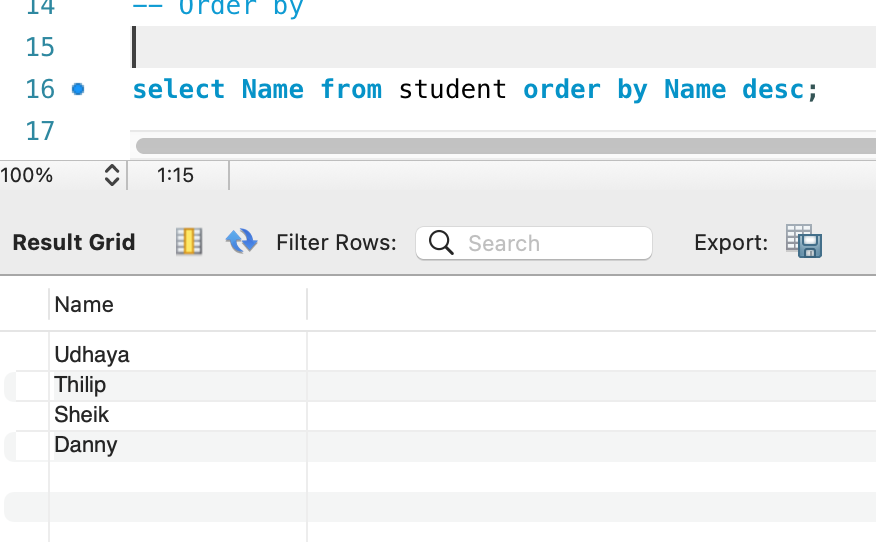 14 -- Order by
15
16 select Name from student order by Name desc;
17
100% 1:15
Result Grid Filter Rows: Search Export:
Name
Udhaya
Thilip
Sheik
Danny